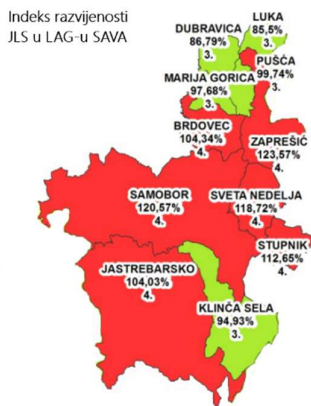 Indeks razvijenosti
JLS u LAG-u SAVA
LUKA
85,5%
3.
DUBRAVICA
86,79%
3.
PUŠĆA
99,74%
3.
MARIJA GORICA
97,68%
3.
BRDOVEC
104,34%
4.
ZAPREŠIĆ
123,57%
4.
SAMOBOR
120,57%
4.
SVETA NEDELJA
118,72%
4.
STUPNIK
112,65%
4.
JASTREBARSKO
104,03%
4.
KLINČA SELA
94,93%
3.